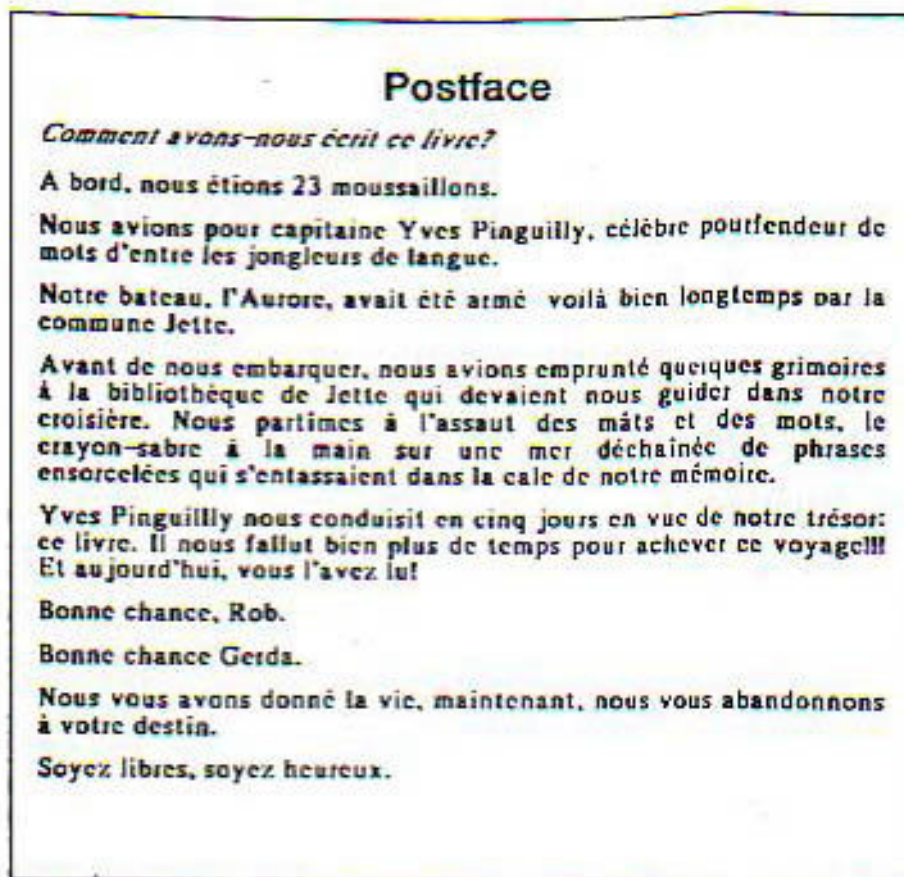 Postface
Comment avons-nous écrit ce livre?
A bord, nous étions 23 moussaillons.
Nous avions pour capitaine Yves Pinguilly, célèbre pourfendeur de
mots d'entre les jongleurs de langue.
Notre bateau, l'Aurore, avait été armé voilà bien longtemps par la
commune Jette.
Avant de nous embarquer, nous avions emprunté quelques grimoires
à la bibliothèque de Jette qui devaient nous guider dans notre
croisière. Nous partimes à l'assaut des mâts et des mots, le
crayon-sabre à la main sur une mer déchaînée de phrases
ensorcelées qui s'entassaient dans la cale de notre mémoire.
Yves Pinguillly nous conduisit en cinq jours en vue de notre trésor:
ce livre. Il nous fallut bien plus de temps pour achever ce voyage!!!
Et aujourd'hui, vous l'avez lu!
Bonne chance, Rob.
Bonne chance Gerda.
Nous vous avons donné la vie, maintenant, nous vous abandonnons
à votre destin.
Soyez libres, soyez heureux.